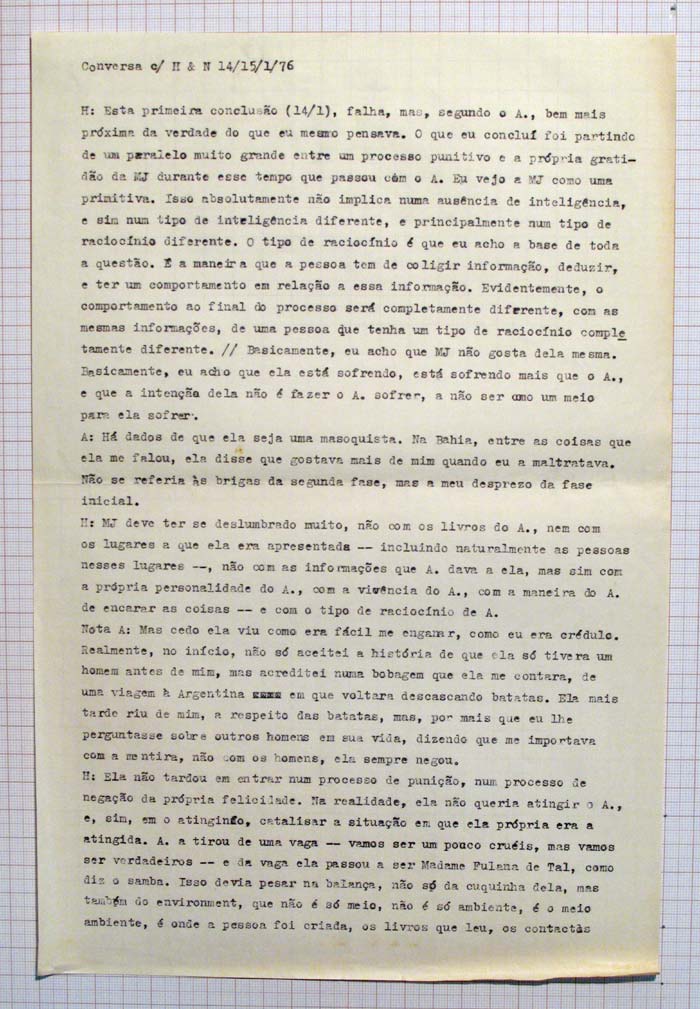 Conversa c/ H & N 14/15/1/76
H: Esta primeira conclusão (14/1), falha, mas, segundo o A., bem mais
próxima da verdade do que eu mesmo pensava. O que eu concluí foi partindo
de um paralelo muito grande entre um processo punitivo e a própria grati-
dão da MJ durante esse tempo que passou com o A. Eu vejo a MJ como uma
primitiva. Isso absolutamente não implica numa ausência de inteligência,
e sim num tipo de inteligência diferente, e principalmente num tipo de
raciocínio diferente. O tipo de raciocínio é que eu acho a base de toda
a questão. É a maneira que a pessoa tem de coligir informação, deduzir,
e ter um comportamento em relação a essa informação. Evidentemente, o
comportamento ao final do processo será completamente diferente, com as
mesmas informações, de uma pessoa que tenha um tipo de raciocínio comple
tamente diferente. // Basicamente, eu acho que MJ não gosta dela mesma.
Basicamente, eu acho que ela está sofrendo, está sofrendo mais que o A.,
e que a intenção dela não é fazer o A. sofrer, a não ser omo um meio
para ela sofrer.
A: Há dados de que ela seja uma masoquista. Na Bahia, entre as coisas que
ela me falou, ela disse que gostava mais de mim quando eu a maltratava.
Não se referia às brigas da segunda fase, mas a meu desprezo da fase
inicial.
H: MJ deve ter se deslumbrado muito, não com os livros do A., nem com
os lugares a que ela era apresentada -- incluindo naturalmente as pessoas
nesses lugares --, não com as informações que A. dava a ela, mas sim com
a própria personalidade do A., com a vivência do A., com a maneira do A.
de encarar as coisas -- e com o tipo de raciocínio de A.
Nota A: Mas cedo ela viu como era fácil me enganar, como eu era crédulo.
Realmente, no início, não só aceitei a história de que ela só tivera um
homem antes de mim, mas acreditei numa bobagem que ela me contara, de
uma viagem à Argentina em que voltara descascando batatas. Ela mais
tarde riu de mim, a respeito das batatas, mas, por mais que eu lhe
perguntasse sobre outros homens em sua vida, dizendo que me importava
com a mentira, não com os homens, ela sempre negou.
H: Ela não tardou em entrar num processo de punição, num processo de
negação da própria felicidade. Na realidade, ela não queria atingir o A.,
e, sim, em o atinginfo, catalisar a situação em que ela própria era a
atingida. A. a tirou de uma vaga -- vamos ser um pouco cruéis, mas vamos
ser verdadeiros -- e da vaga ela passou a ser Madame Fulana de Tal, como
diz o samba. Isso devia pesar na balança, não só da cuquinha dela, mas
também do environment, que não é só meio, não é só ambiente, é o meio
ambiente, é onde a pessoa foi criada, os livros que leu, os contactàs